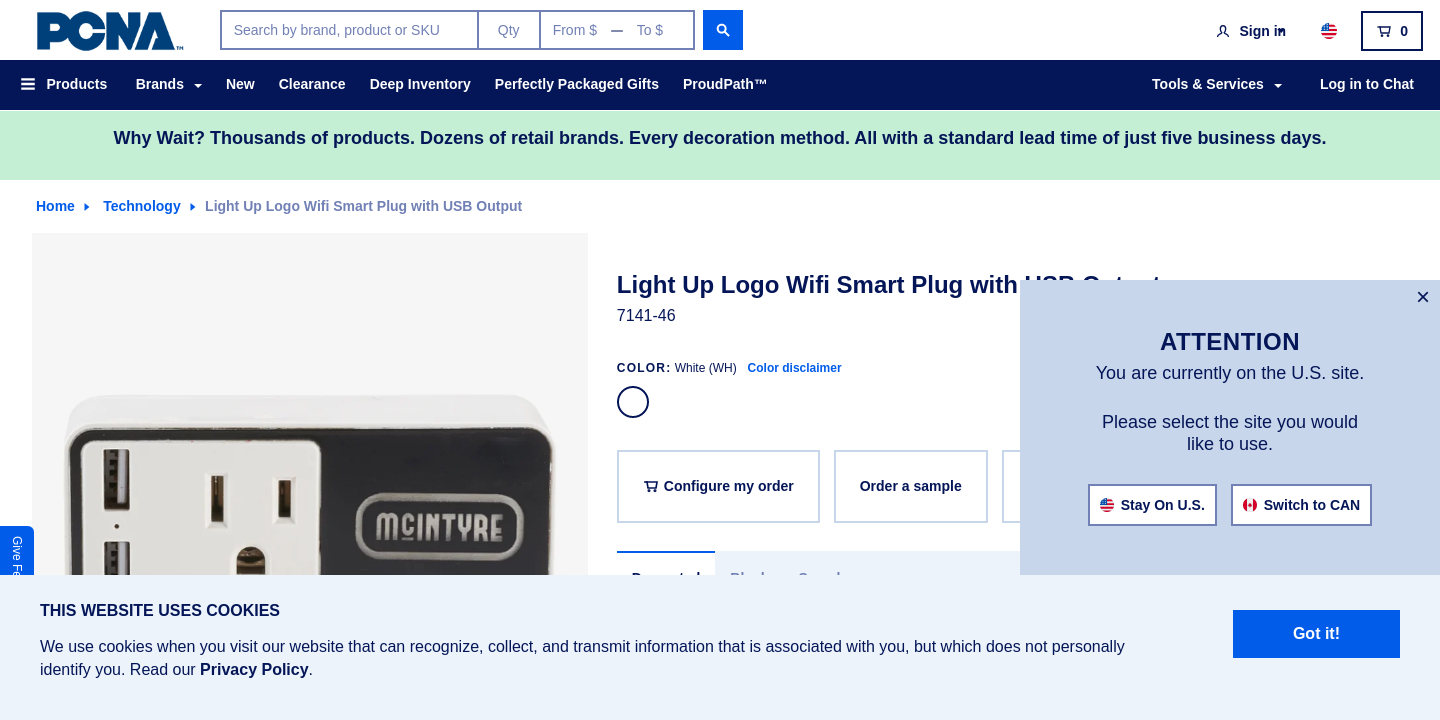 PCNA™
Search by brand, product or SKU
Qty
From $ — To $
Sign in
0
Products
Brands
New
Clearance
Deep Inventory
Perfectly Packaged Gifts
ProudPath™
Tools & Services
Log in to Chat
Why Wait? Thousands of products. Dozens of retail brands. Every decoration method. All with a standard lead time of just five business days.
Home
Technology
Light Up Logo Wifi Smart Plug with USB Output
Light Up Logo Wifi Smart Plug with
7141-46
COLOR: White (WH) Color disclaimer
Configure my order
Order a sample
McINTYRE
×
ATTENTION
You are currently on the U.S. site.
Please select the site you would
like to use.
Stay On U.S.
Switch to CAN
Give
THIS WEBSITE USES COOKIES
We use cookies when you visit our website that can recognize, collect, and transmit information that is associated with you, but which does not personally
identify you. Read our Privacy Policy.
Got it!